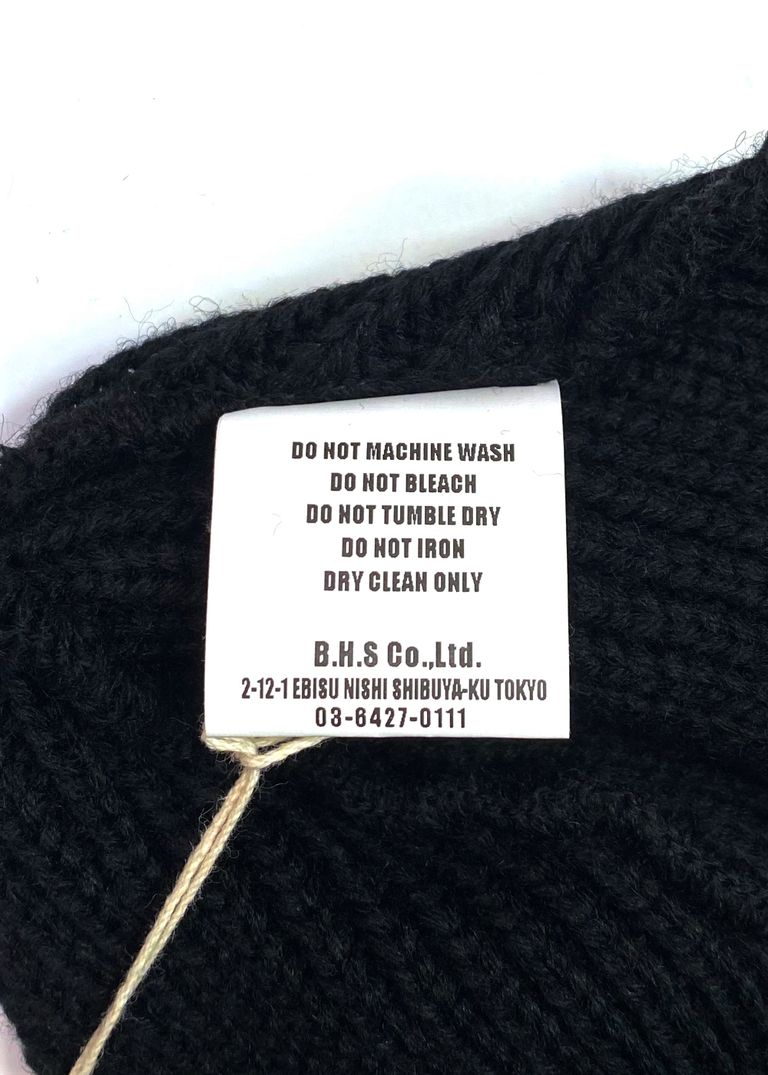 DO NOT MACHINE WASH
DO NOT BLEACH
DO NOT TUMBLE DRY
DO NOT IRON
DRY CLEAN ONLY
B.H.S Co.,Ltd.
2-12-1 EBISU NISHI SHIBUYA-KU TOKYO
03-6427-0111